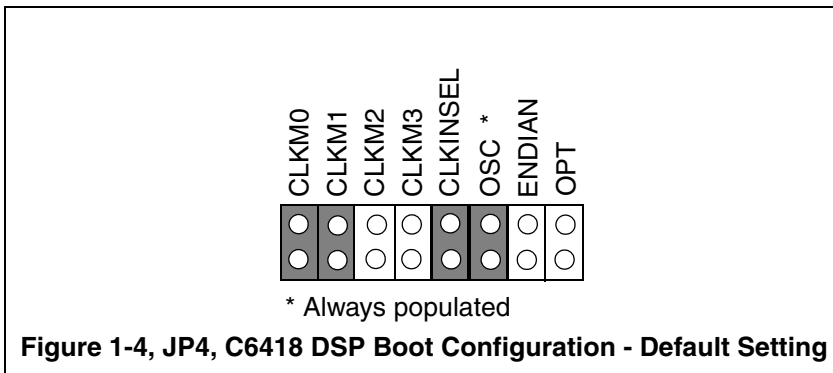 CLKM0
CLKM1
CLKM2
CLKM3
CLKINSEL
OSC *
ENDIAN
OPT
* Always populated
Figure 1-4, JP4, C6418 DSP Boot Configuration - Default Setting